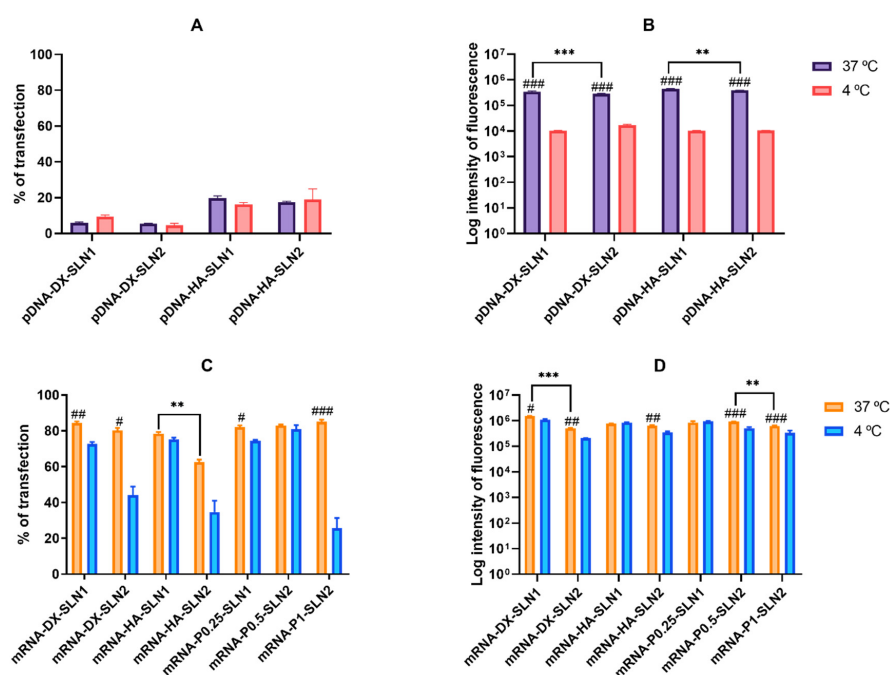 A
% of transfection
100
80
60
40
20
0
pDNA-DX-SLN1
pDNA-DX-SLN2
pDNA-HA-SLN1
pDNA-HA-SLN2
B
Log intensity of fluorescence
10⁷
10⁶
10⁵
10⁴
10³
10²
10¹
10⁰
***
**
###
###
###
###
pDNA-DX-SLN1
pDNA-DX-SLN2
pDNA-HA-SLN1
pDNA-HA-SLN2
37 ºC
4 ºC
C
% of transfection
100
80
60
40
20
0
##
#
**
#
###
mRNA-DX-SLN1
mRNA-DX-SLN2
mRNA-HA-SLN1
mRNA-HA-SLN2
mRNA-P0.25-SLN1
mRNA-P0.5-SLN2
mRNA-P1-SLN2
D
Log intensity of fluorescence
10⁷
10⁶
10⁵
10⁴
10³
10²
10¹
10⁰
***
**
#
##
##
###
###
mRNA-DX-SLN1
mRNA-DX-SLN2
mRNA-HA-SLN1
mRNA-HA-SLN2
mRNA-P0.25-SLN1
mRNA-P0.5-SLN2
mRNA-P1-SLN2
37 ºC
4 ºC